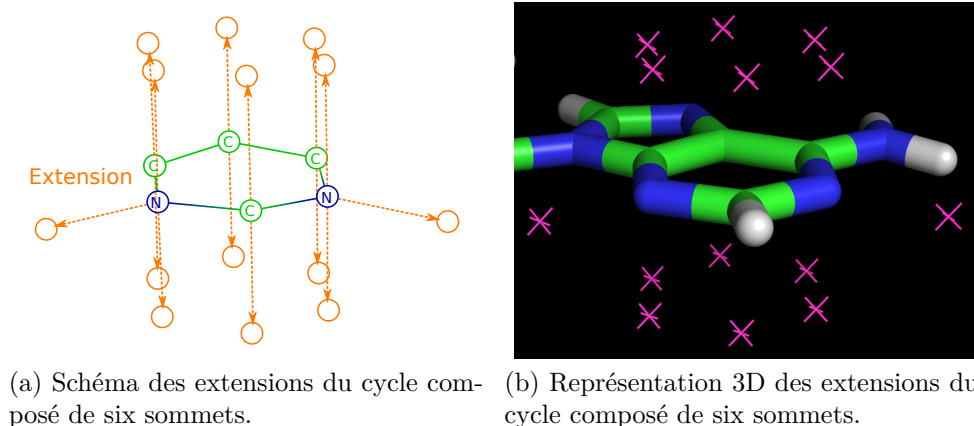 C
C
C
Extension
N
N
C
(a) Schéma des extensions du cycle com-
posé de six sommets.
(b) Représentation 3D des extensions du
cycle composé de six sommets.